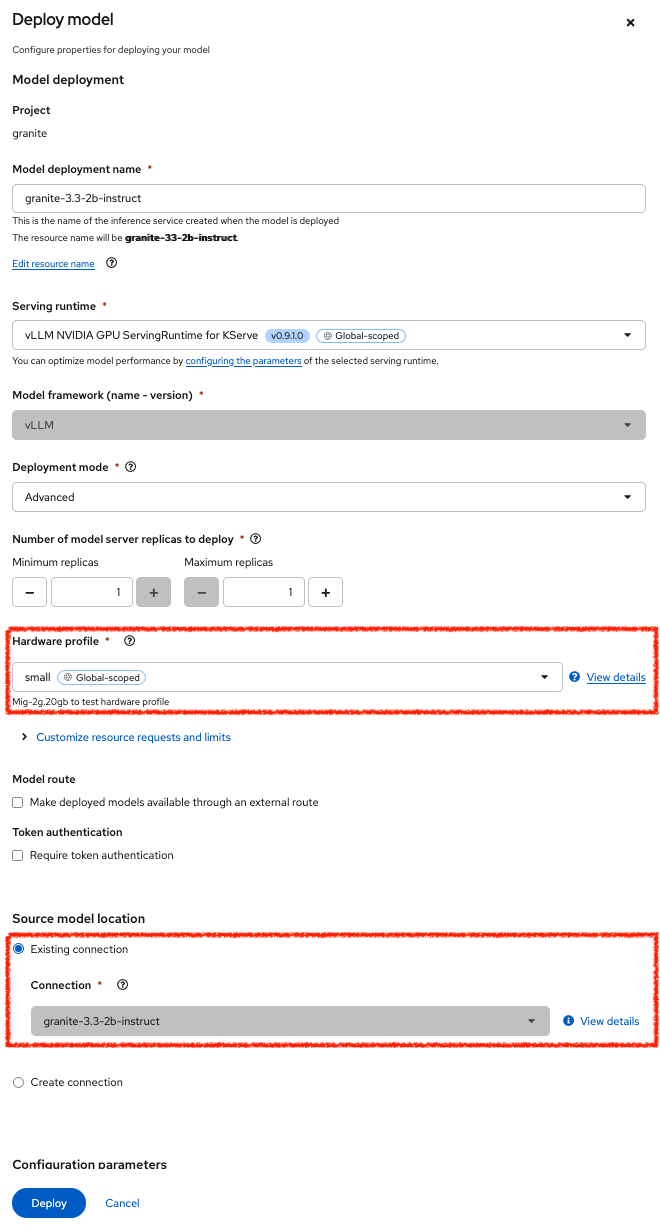 Deploy model
Configure properties for deploying your model
Model deployment
Project
granite
Model deployment name *
granite-3.3-2b-instruct
This is the name of the inference service created when the model is deployed
The resource name will be granite-33-2b-instruct.
Edit resource name
Serving runtime *
vLLM NVIDIA GPU ServingRuntime for KServe v0.9.1.0 Global-scoped
You can optimize model performance by configuring the parameters of the selected serving runtime.
Model framework (name - version) *
vLLM
Deployment mode *
Advanced
Number of model server replicas to deploy *
Minimum replicas Maximum replicas
− 1 + − 1 +
Hardware profile *
small Global-scoped View details
Mig-2g.20gb to test hardware profile
Customize resource requests and limits
Model route
Make deployed models available through an external route
Token authentication
Require token authentication
Source model location
Existing connection
Connection *
granite-3.3-2b-instruct View details
Create connection
Configuration parameters
Deploy Cancel